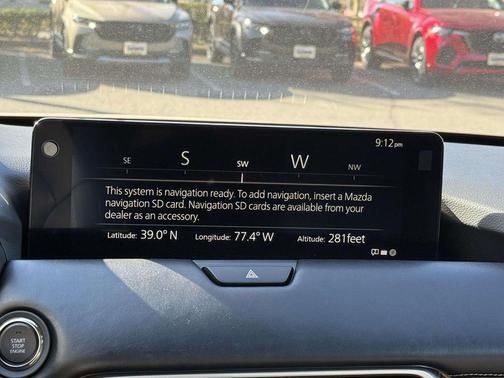 9:12pm
SE S SW W NW
This system is navigation ready. To add navigation, insert a Mazda
navigation SD card. Navigation SD cards are available from your
dealer as an accessory.
Latitude: 39.0° N Longitude: 77.4° W Altitude: 281feet
START
STOP
ENGINE